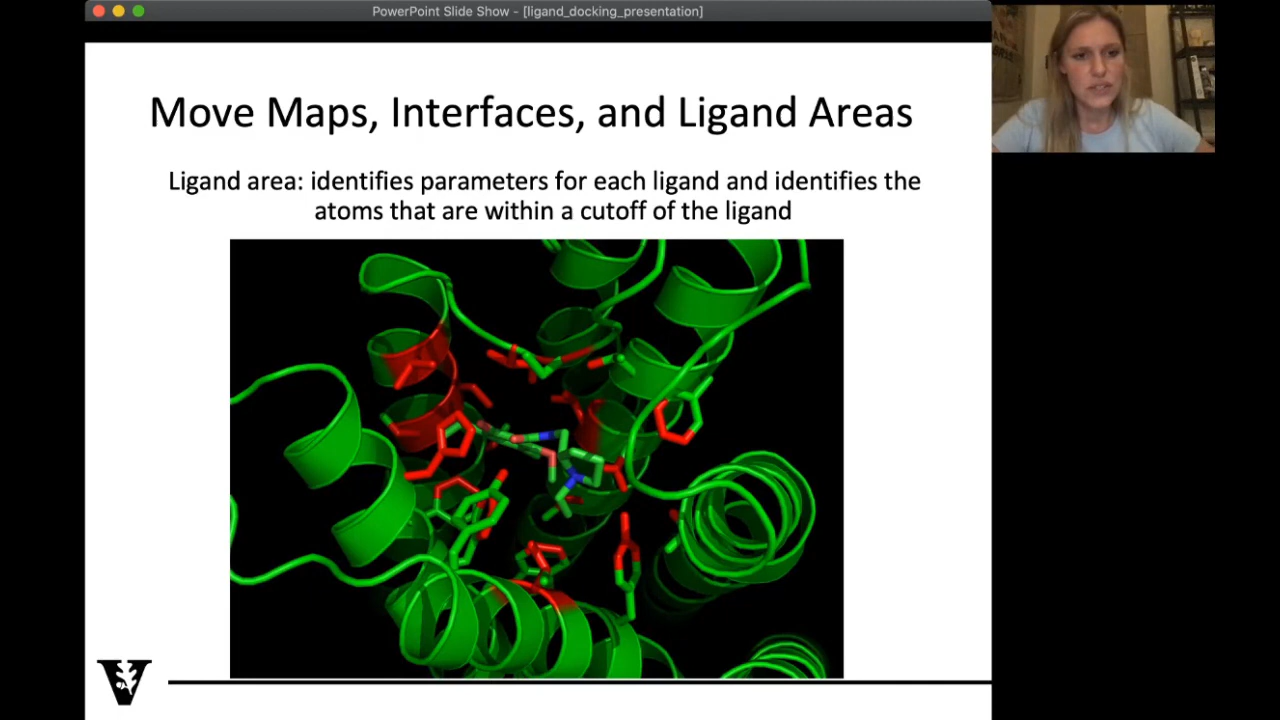 PowerPoint Slide Show - [ligand_docking_presentation]
Move Maps, Interfaces, and Ligand Areas
Ligand area: identifies parameters for each ligand and identifies the
atoms that are within a cutoff of the ligand
V